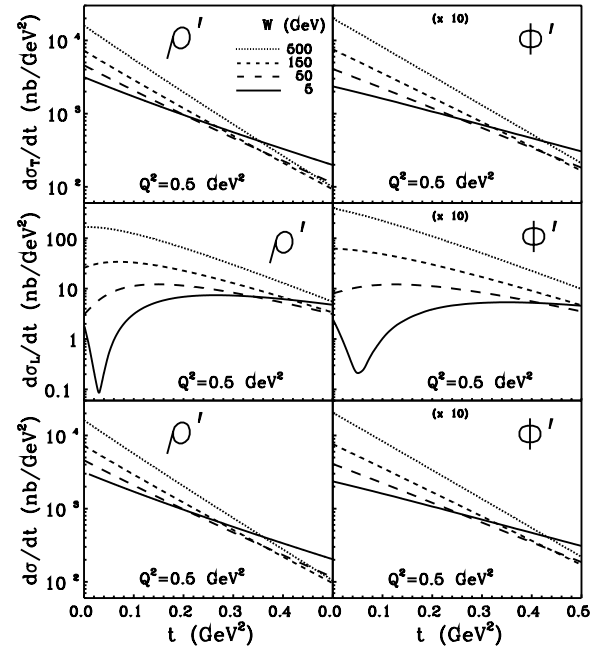 W (GeV)
500
150
50
5
ρ′
(x 10)
Φ′
10⁴
10³
10²
dσ_T/dt (nb/GeV²)
Q²=0.5 GeV²
Q²=0.5 GeV²
ρ′
(x 10)
Φ′
100
10
1
0.1
dσ_L/dt (nb/GeV²)
Q²=0.5 GeV²
Q²=0.5 GeV²
ρ′
(x 10)
Φ′
10⁴
10³
10²
dσ/dt (nb/GeV²)
Q²=0.5 GeV²
Q²=0.5 GeV²
0.0 0.1 0.2 0.3 0.4 0.0 0.1 0.2 0.3 0.4 0.5
t (GeV²) t (GeV²)